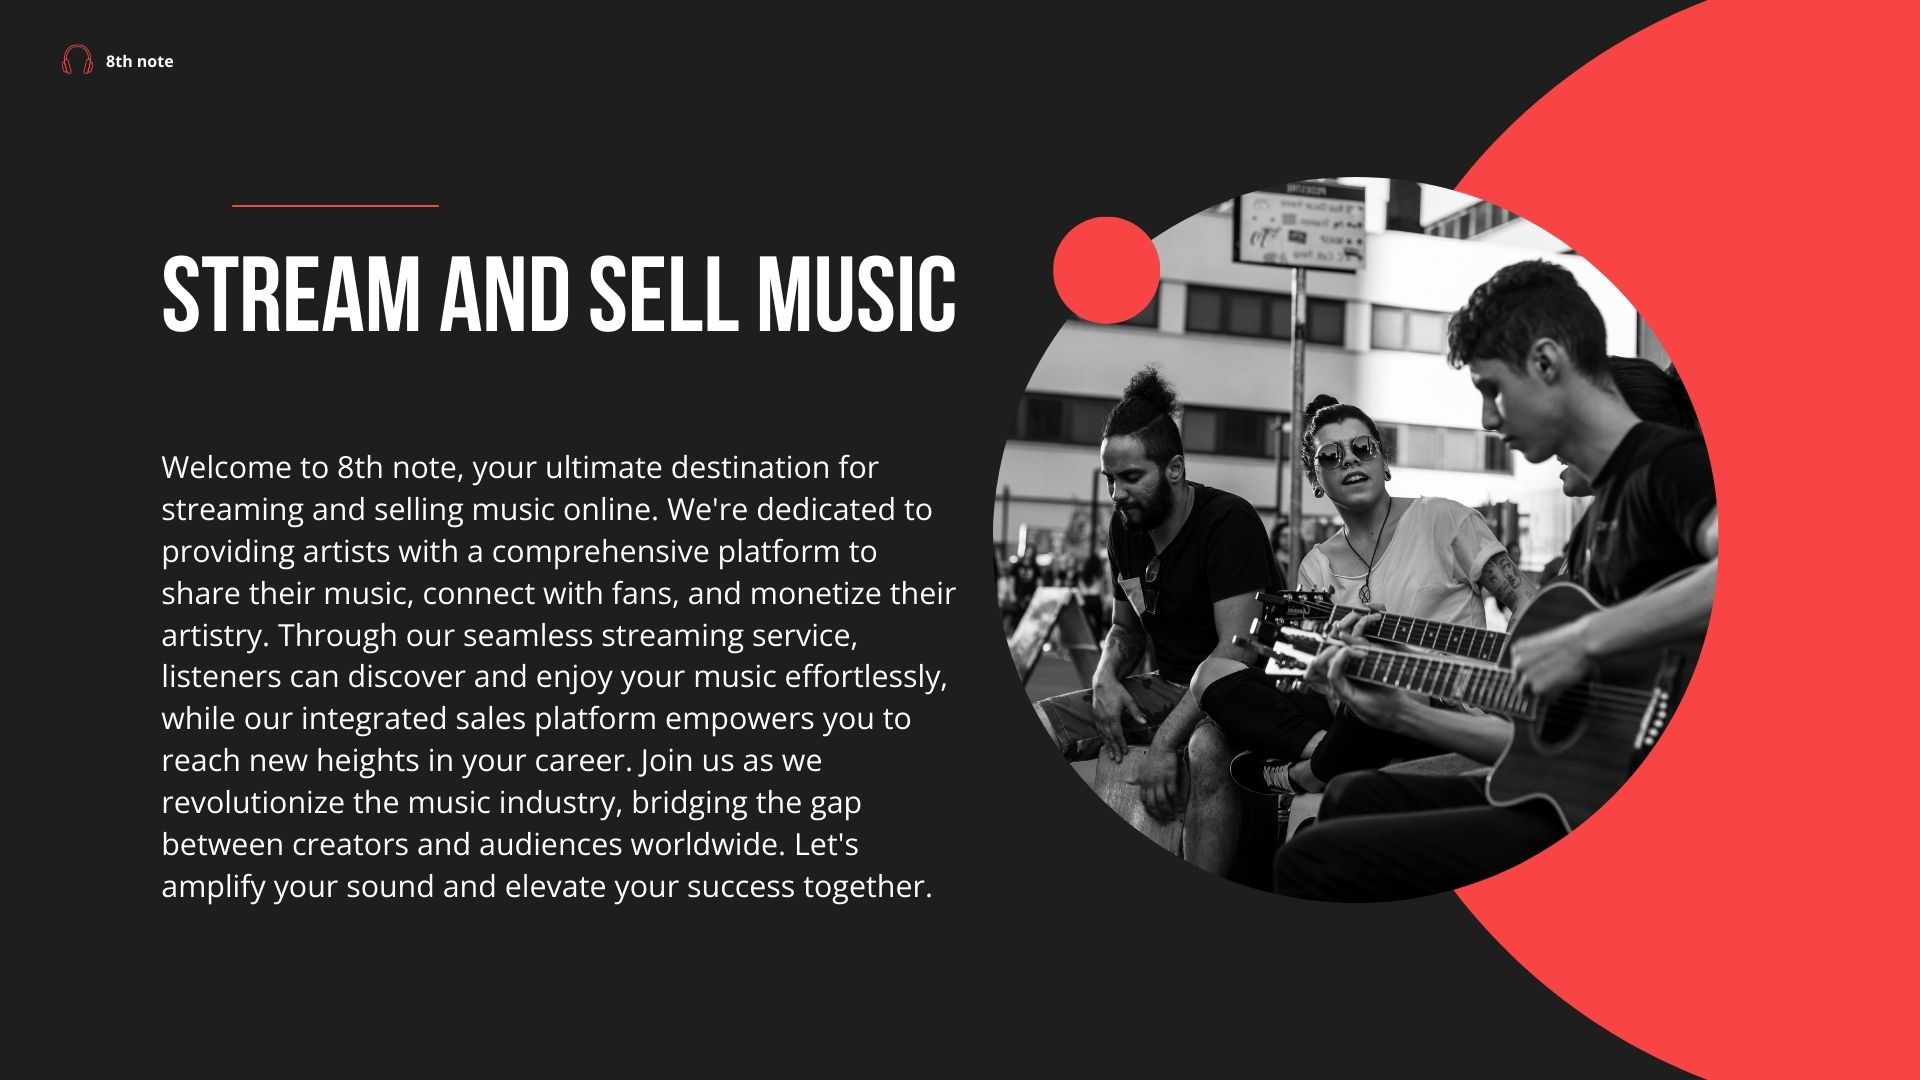 8th note
STREAM AND SELL MUSIC
Welcome to 8th note, your ultimate destination for
streaming and selling music online. We're dedicated to
providing artists with a comprehensive platform to
share their music, connect with fans, and monetize their
artistry. Through our seamless streaming service,
listeners can discover and enjoy your music effortlessly,
while our integrated sales platform empowers you to
reach new heights in your career. Join us as we
revolutionize the music industry, bridging the gap
between creators and audiences worldwide. Let's
amplify your sound and elevate your success together.